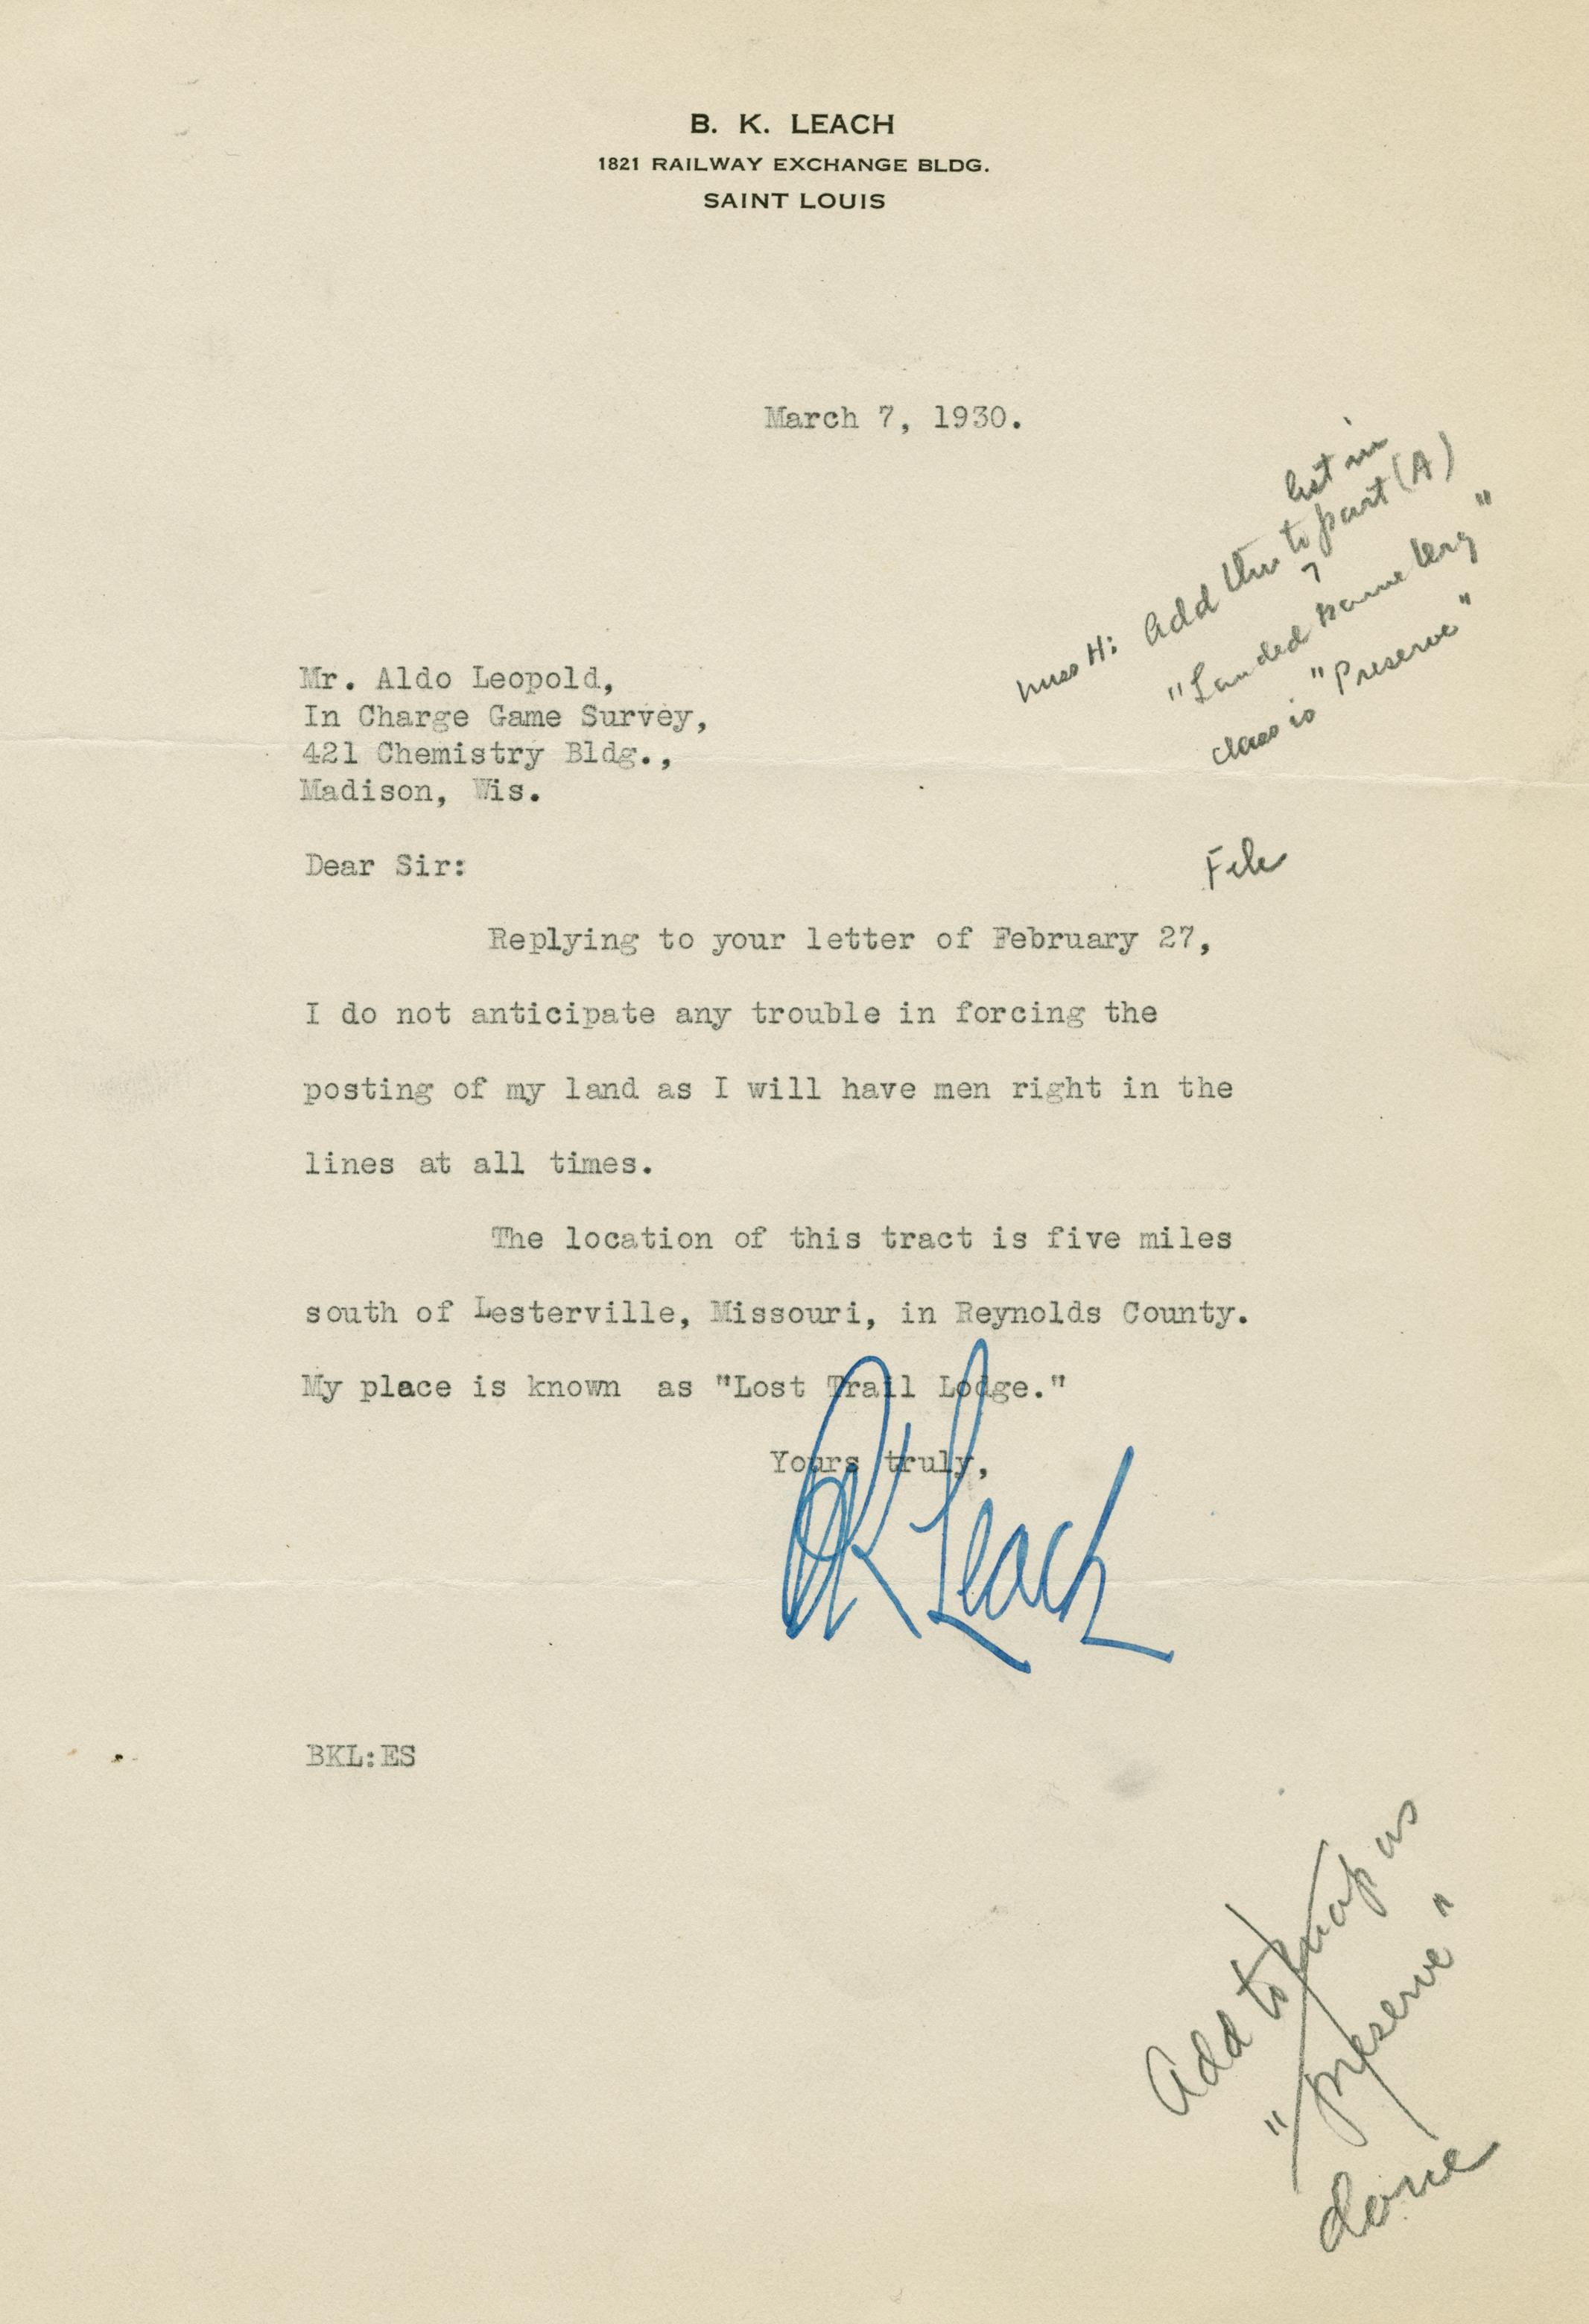 B. K. LEACH
1821 RAILWAY EXCHANGE BLDG.
SAINT LOUIS
March 7, 1930.
list in
Miss H: Add this to part (A)
"Landed Game
class is "Preserve"
Mr. Aldo Leopold,
In Charge Game Survey,
421 Chemistry Bldg.,
Madison, Wis.
Dear Sir:
File
Replying to your letter of February 27,
I do not anticipate any trouble in forcing the
posting of my land as I will have men right in the
lines at all times.
The location of this tract is five miles
south of Lesterville, Missouri, in Reynolds County.
My place is known as "Lost Trail Lodge."
Yours truly,
BK Leach
BKL:ES
Add to map as
"preserve"
done